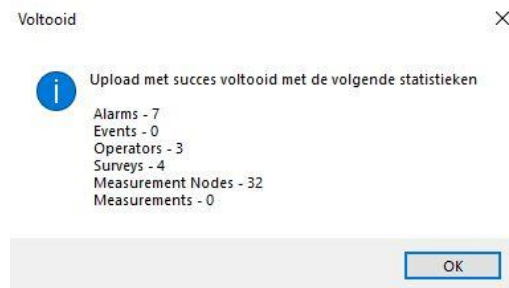 Voltooid
Upload met succes voltooid met de volgende statistieken
Alarms - 7
Events - 0
Operators - 3
Surveys - 4
Measurement Nodes - 32
Measurements - 0
OK